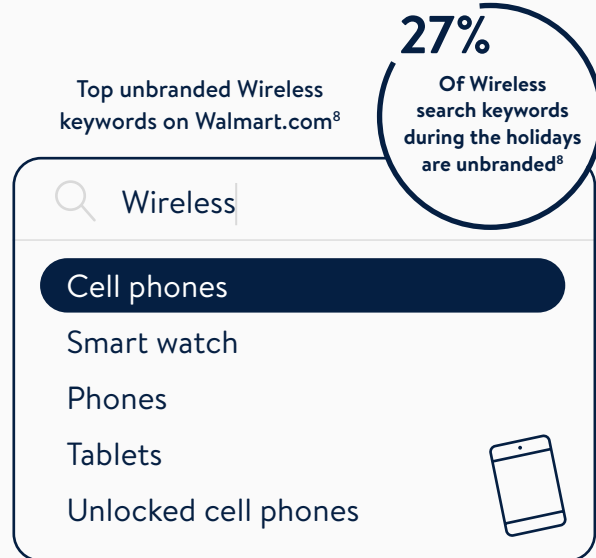 27%
Of Wireless
search keywords
during the holidays
are unbranded⁸
Top unbranded Wireless
keywords on Walmart.com⁸
Wireless
Cell phones
Smart watch
Phones
Tablets
Unlocked cell phones